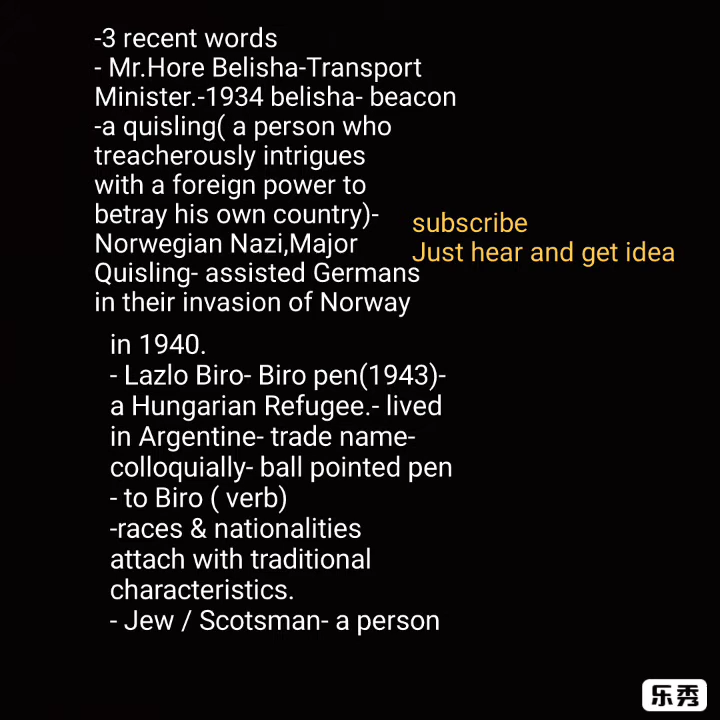 -3 recent words
- Mr.Hore Belisha-Transport
Minister.-1934 belisha- beacon
-a quisling( a person who
treacherously intrigues
with a foreign power to
betray his own country)-
Norwegian Nazi,Major
Quisling- assisted Germans
in their invasion of Norway
subscribe
Just hear and get idea
in 1940.
- Lazlo Biro- Biro pen(1943)-
a Hungarian Refugee.- lived
in Argentine- trade name-
colloquially- ball pointed pen
- to Biro ( verb)
-races & nationalities
attach with traditional
characteristics.
- Jew / Scotsman- a person
乐秀